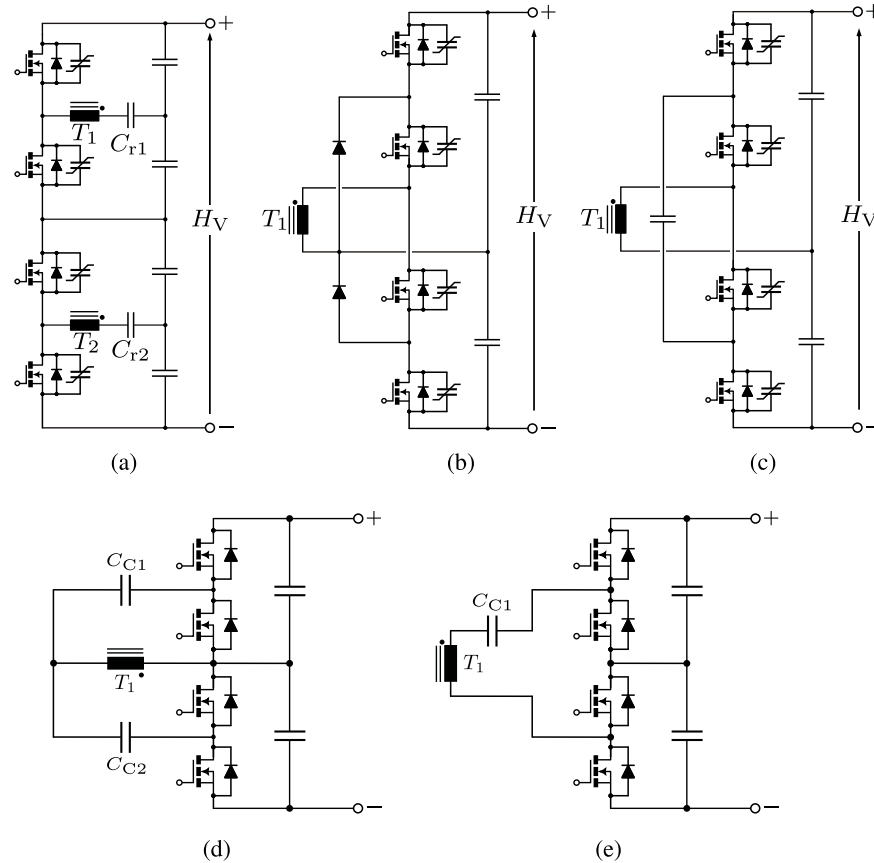 + + +
T1 Cr1
HV T1 HV T1 HV
T2 Cr2
− − −
(a) (b) (c)
+ +
CC1 CC1
T1 T1
CC2
− −
(d) (e)